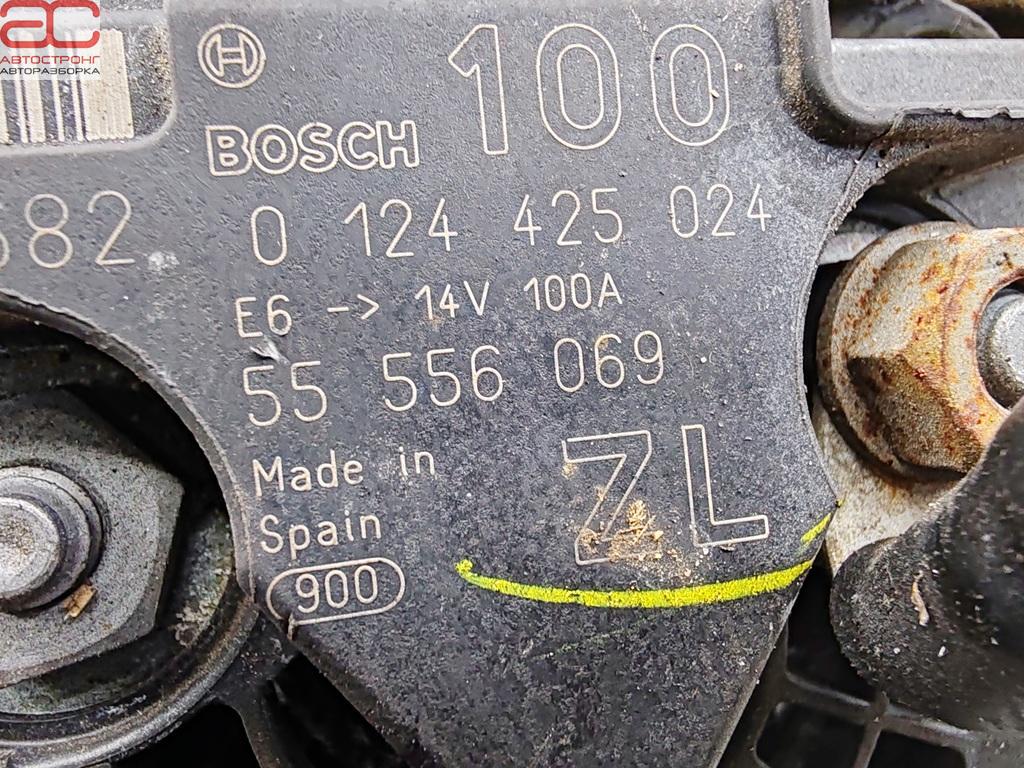 ас
АВТОСТРОНГ
АВТОРАЗБОРКА
BOSCH 100
0 124 425 024
E6 -> 14V 100A
55 556 069
Made in
Spain
ZL
900